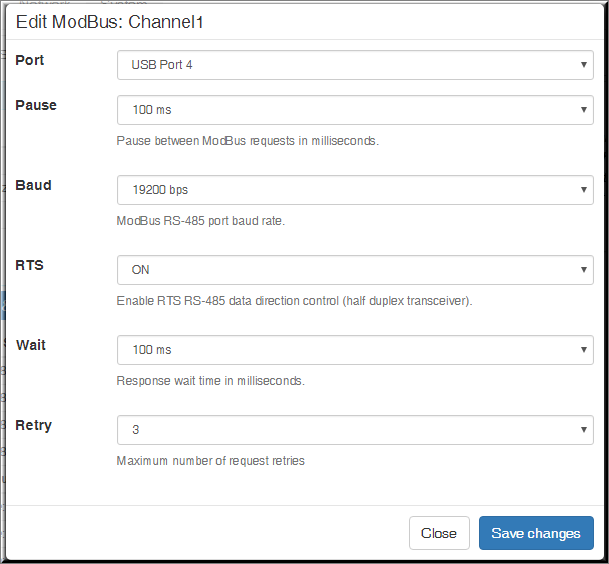 Edit ModBus: Channel1
Port
USB Port 4
Pause
100 ms
Pause between ModBus requests in milliseconds.
Baud
19200 bps
ModBus RS-485 port baud rate.
RTS
ON
Enable RTS RS-485 data direction control (half duplex transceiver).
Wait
100 ms
Response wait time in milliseconds.
Retry
3
Maximum number of request retries
Close
Save changes